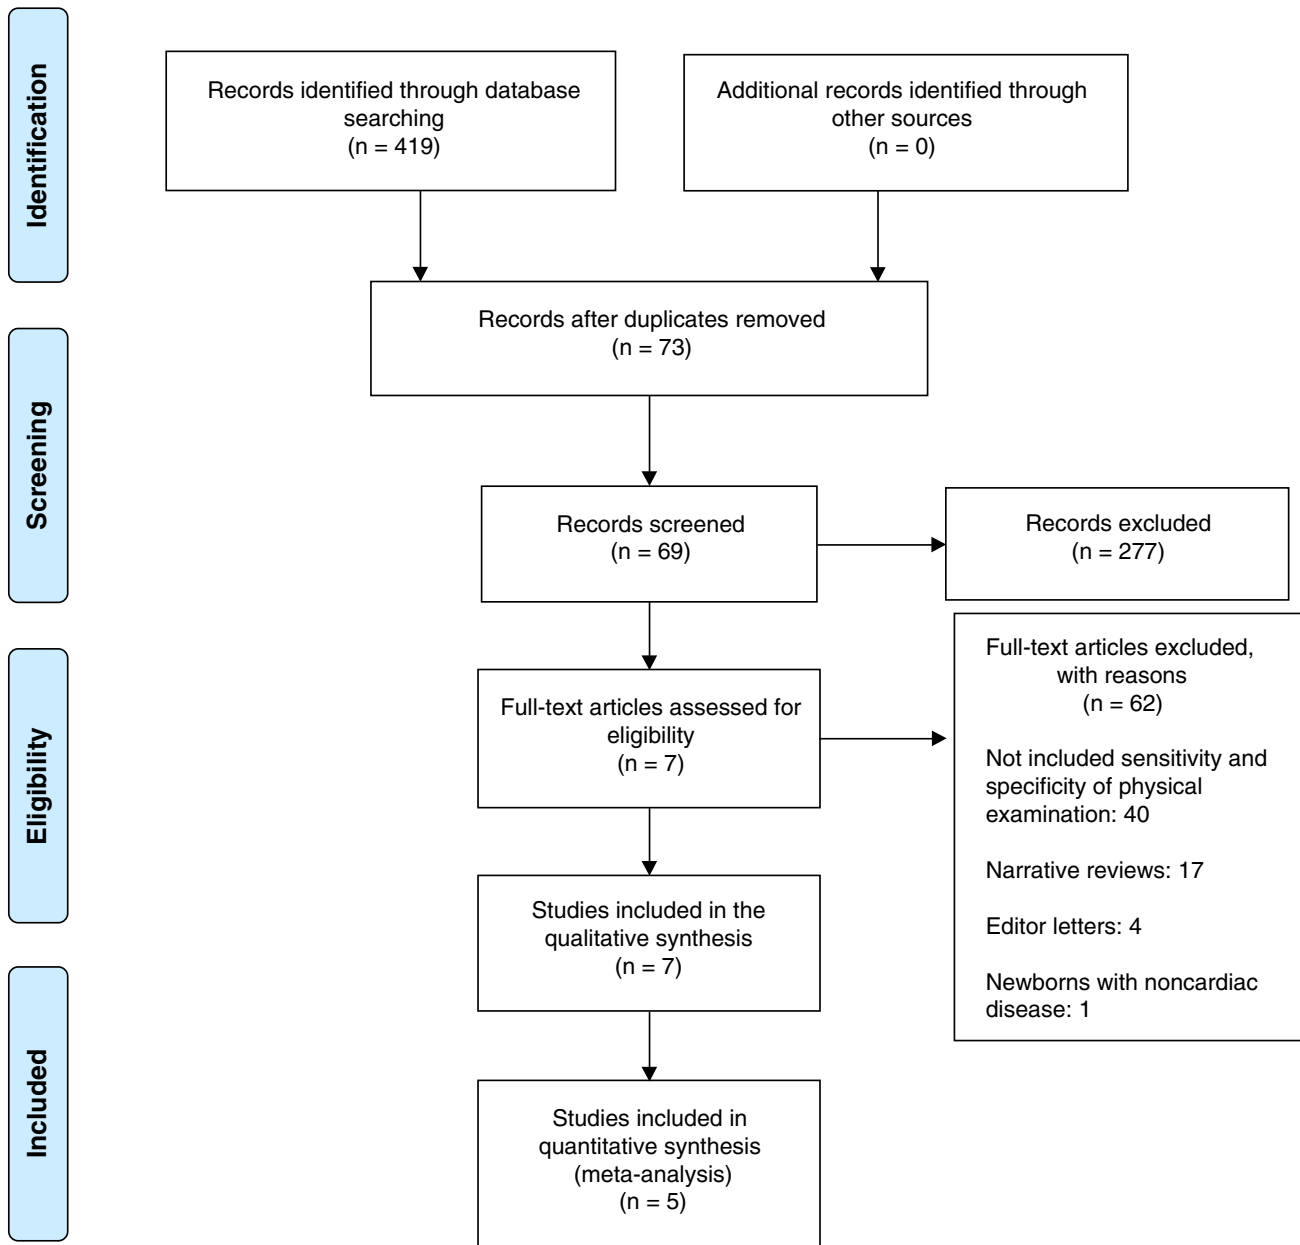 Identification
Records identified through database
searching
(n = 419)
Additional records identified through
other sources
(n = 0)
Records after duplicates removed
(n = 73)
Screening
Records screened
(n = 69)
Records excluded
(n = 277)
Eligibility
Full-text articles assessed for
eligibility
(n = 7)
Full-text articles excluded,
with reasons
(n = 62)
Not included sensitivity and
specificity of physical
examination: 40
Narrative reviews: 17
Editor letters: 4
Newborns with noncardiac
disease: 1
Studies included in the
qualitative synthesis
(n = 7)
Included
Studies included in
quantitative synthesis
(meta-analysis)
(n = 5)